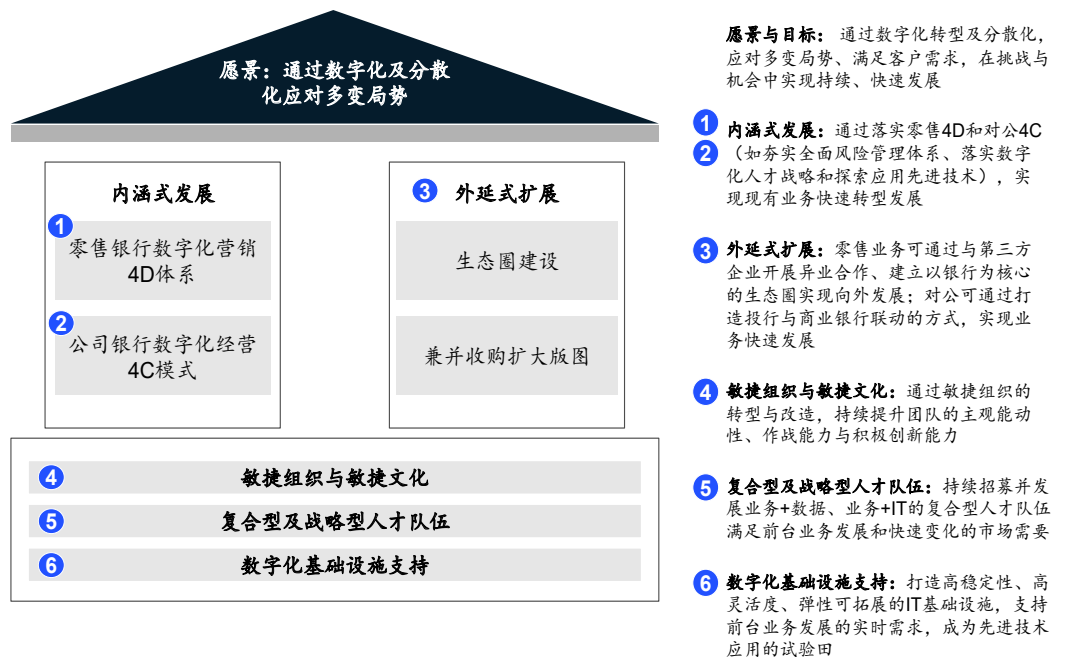 愿景：通过数字化及分散
化应对多变局势
内涵式发展
1
零售银行数字化营销
4D体系
2
公司银行数字化经营
4C模式
3 外延式扩展
生态圈建设
兼并收购扩大版图
4 敏捷组织与敏捷文化
5 复合型及战略型人才队伍
6 数字化基础设施支持
愿景与目标： 通过数字化转型及分散化，
应对多变局势、满足客户需求，在挑战与
机会中实现持续、快速发展
1 内涵式发展：通过落实零售4D和对公4C
2 （如夯实全面风险管理体系、落实数字
化人才战略和探索应用先进技术），实
现现有业务快速转型发展
3 外延式扩展：零售业务可通过与第三方
企业开展异业合作、建立以银行为核心
的生态圈实现向外发展；对公可通过打
造投行与商业银行联动的方式，实现业
务快速发展
4 敏捷组织与敏捷文化：通过敏捷组织的
转型与改造，持续提升团队的主观能动
性、作战能力与积极创新能力
5 复合型及战略型人才队伍：持续招募并发
展业务+数据、业务+IT的复合型人才队伍
满足前台业务发展和快速变化的市场需要
6 数字化基础设施支持：打造高稳定性、高
灵活度、弹性可拓展的IT基础设施，支持
前台业务发展的实时需求，成为先进技术
应用的试验田